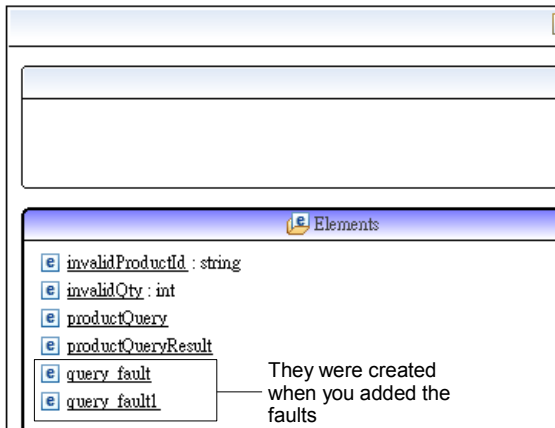 Elements
invalidProductId : string
invalidQty : int
productQuery
productQueryResult
query_fault
query_fault1
They were created
when you added the
faults